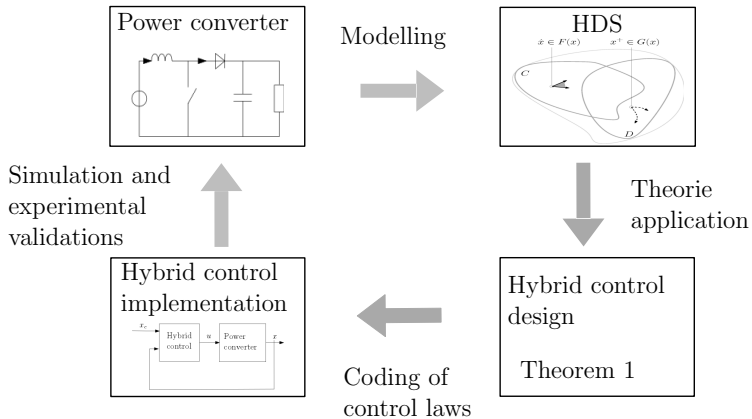 Power converter
Modelling
HDS
ẋ ∈ F(x)
x⁺ ∈ G(x)
C
D
Simulation and
experimental
validations
Theorie
application
Hybrid control
implementation
x_e
Hybrid
control
u
Power
converter
x
Coding of
control laws
Hybrid control
design
Theorem 1